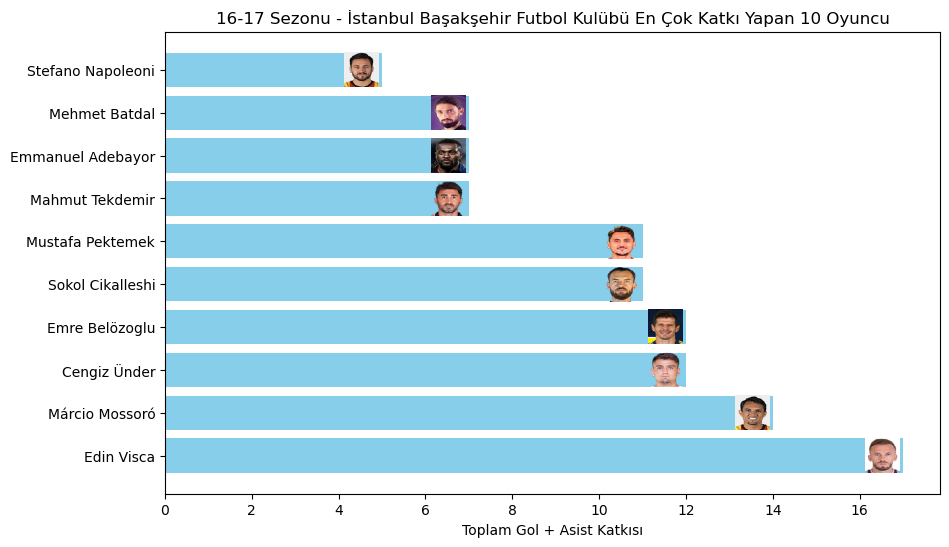 16-17 Sezonu - İstanbul Başakşehir Futbol Kulübü En Çok Katkı Yapan 10 Oyuncu
Stefano Napoleoni
Mehmet Batdal
Emmanuel Adebayor
Mahmut Tekdemir
Mustafa Pektemek
Sokol Cikalleshi
Emre Belözoglu
Cengiz Ünder
Márcio Mossoró
Edin Visca
0 2 4 6 8 10 12 14 16
Toplam Gol + Asist Katkısı